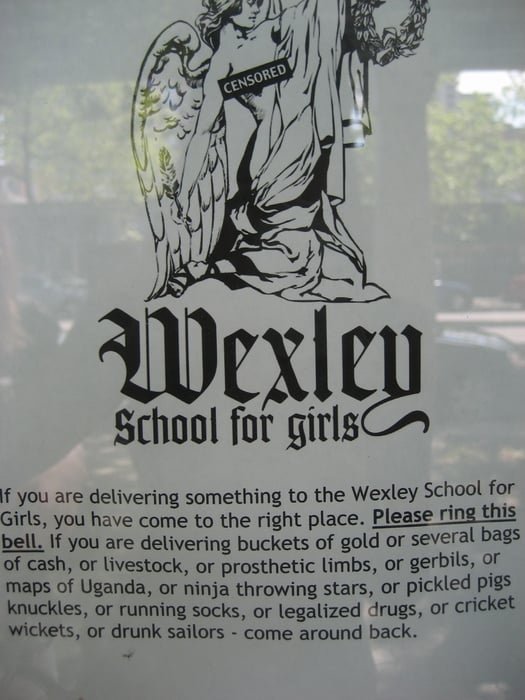 CENSORED
Wexley
School for girls
If you are delivering something to the Wexley School for
Girls, you have come to the right place. Please ring this
bell. If you are delivering buckets of gold or several bags
of cash, or livestock, or prosthetic limbs, or gerbils, or
maps of Uganda, or ninja throwing stars, or pickled pigs
knuckles, or running socks, or legalized drugs, or cricket
wickets, or drunk sailors - come around back.